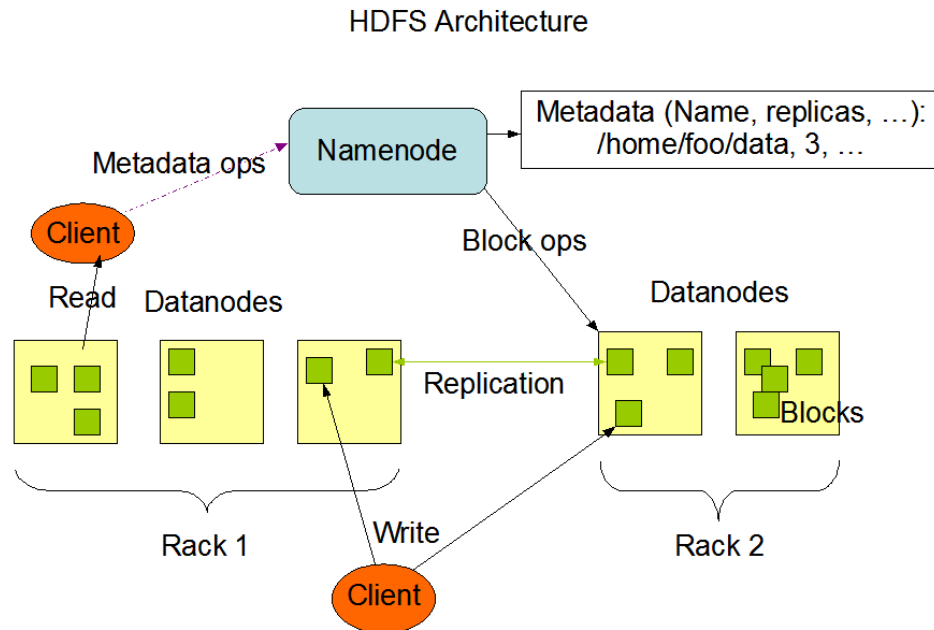 HDFS Architecture
Metadata (Name, replicas, …):
/home/foo/data, 3, …
Namenode
Metadata ops
Client
Block ops
Read
Datanodes
Datanodes
Replication
Blocks
Rack 1
Write
Rack 2
Client